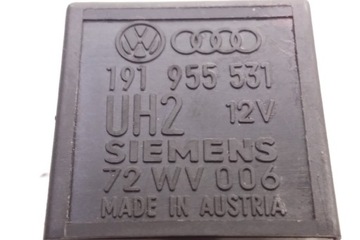 191 955 531
UH2 12V
SIEMENS
72 WV 006
MADE IN AUSTRIA